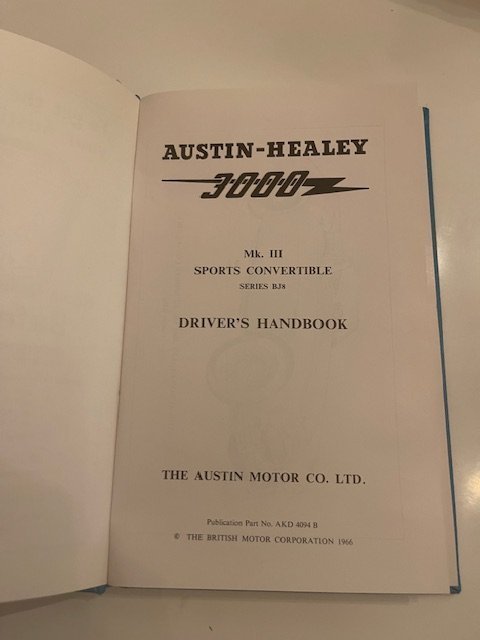 AUSTIN-HEALEY
3000
Mk. III
SPORTS CONVERTIBLE
SERIES BJ8
DRIVER'S HANDBOOK
THE AUSTIN MOTOR CO. LTD.
Publication Part No. AKD 4094 B
© THE BRITISH MOTOR CORPORATION 1966